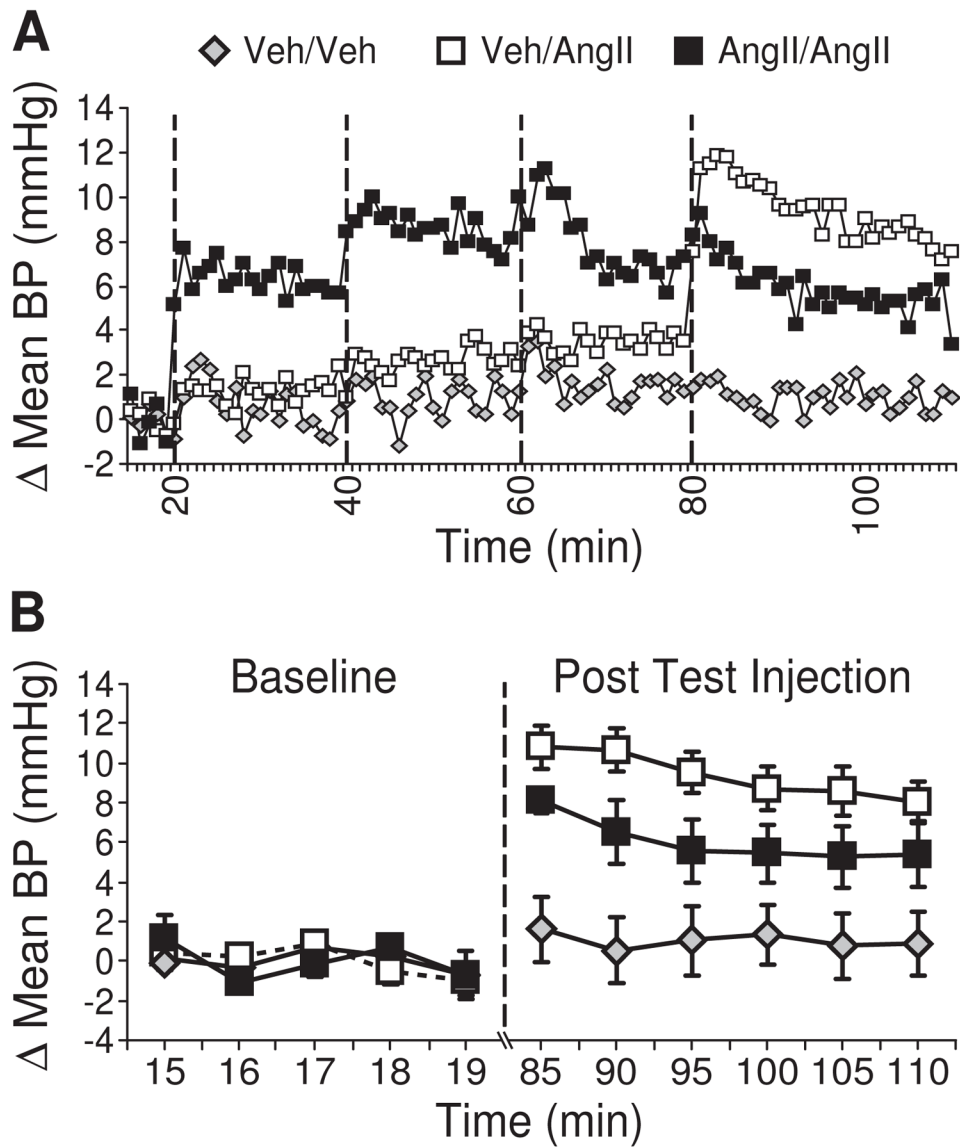 A
Veh/Veh Veh/AngII AngII/AngII
Δ Mean BP (mmHg)
14
12
10
8
6
4
2
0
-2
20 40 60 80 100
Time (min)
B
Δ Mean BP (mmHg)
Baseline Post Test Injection
14
12
10
8
6
4
2
0
-2
-4
15 16 17 18 19 85 90 95 100 105 110
Time (min)